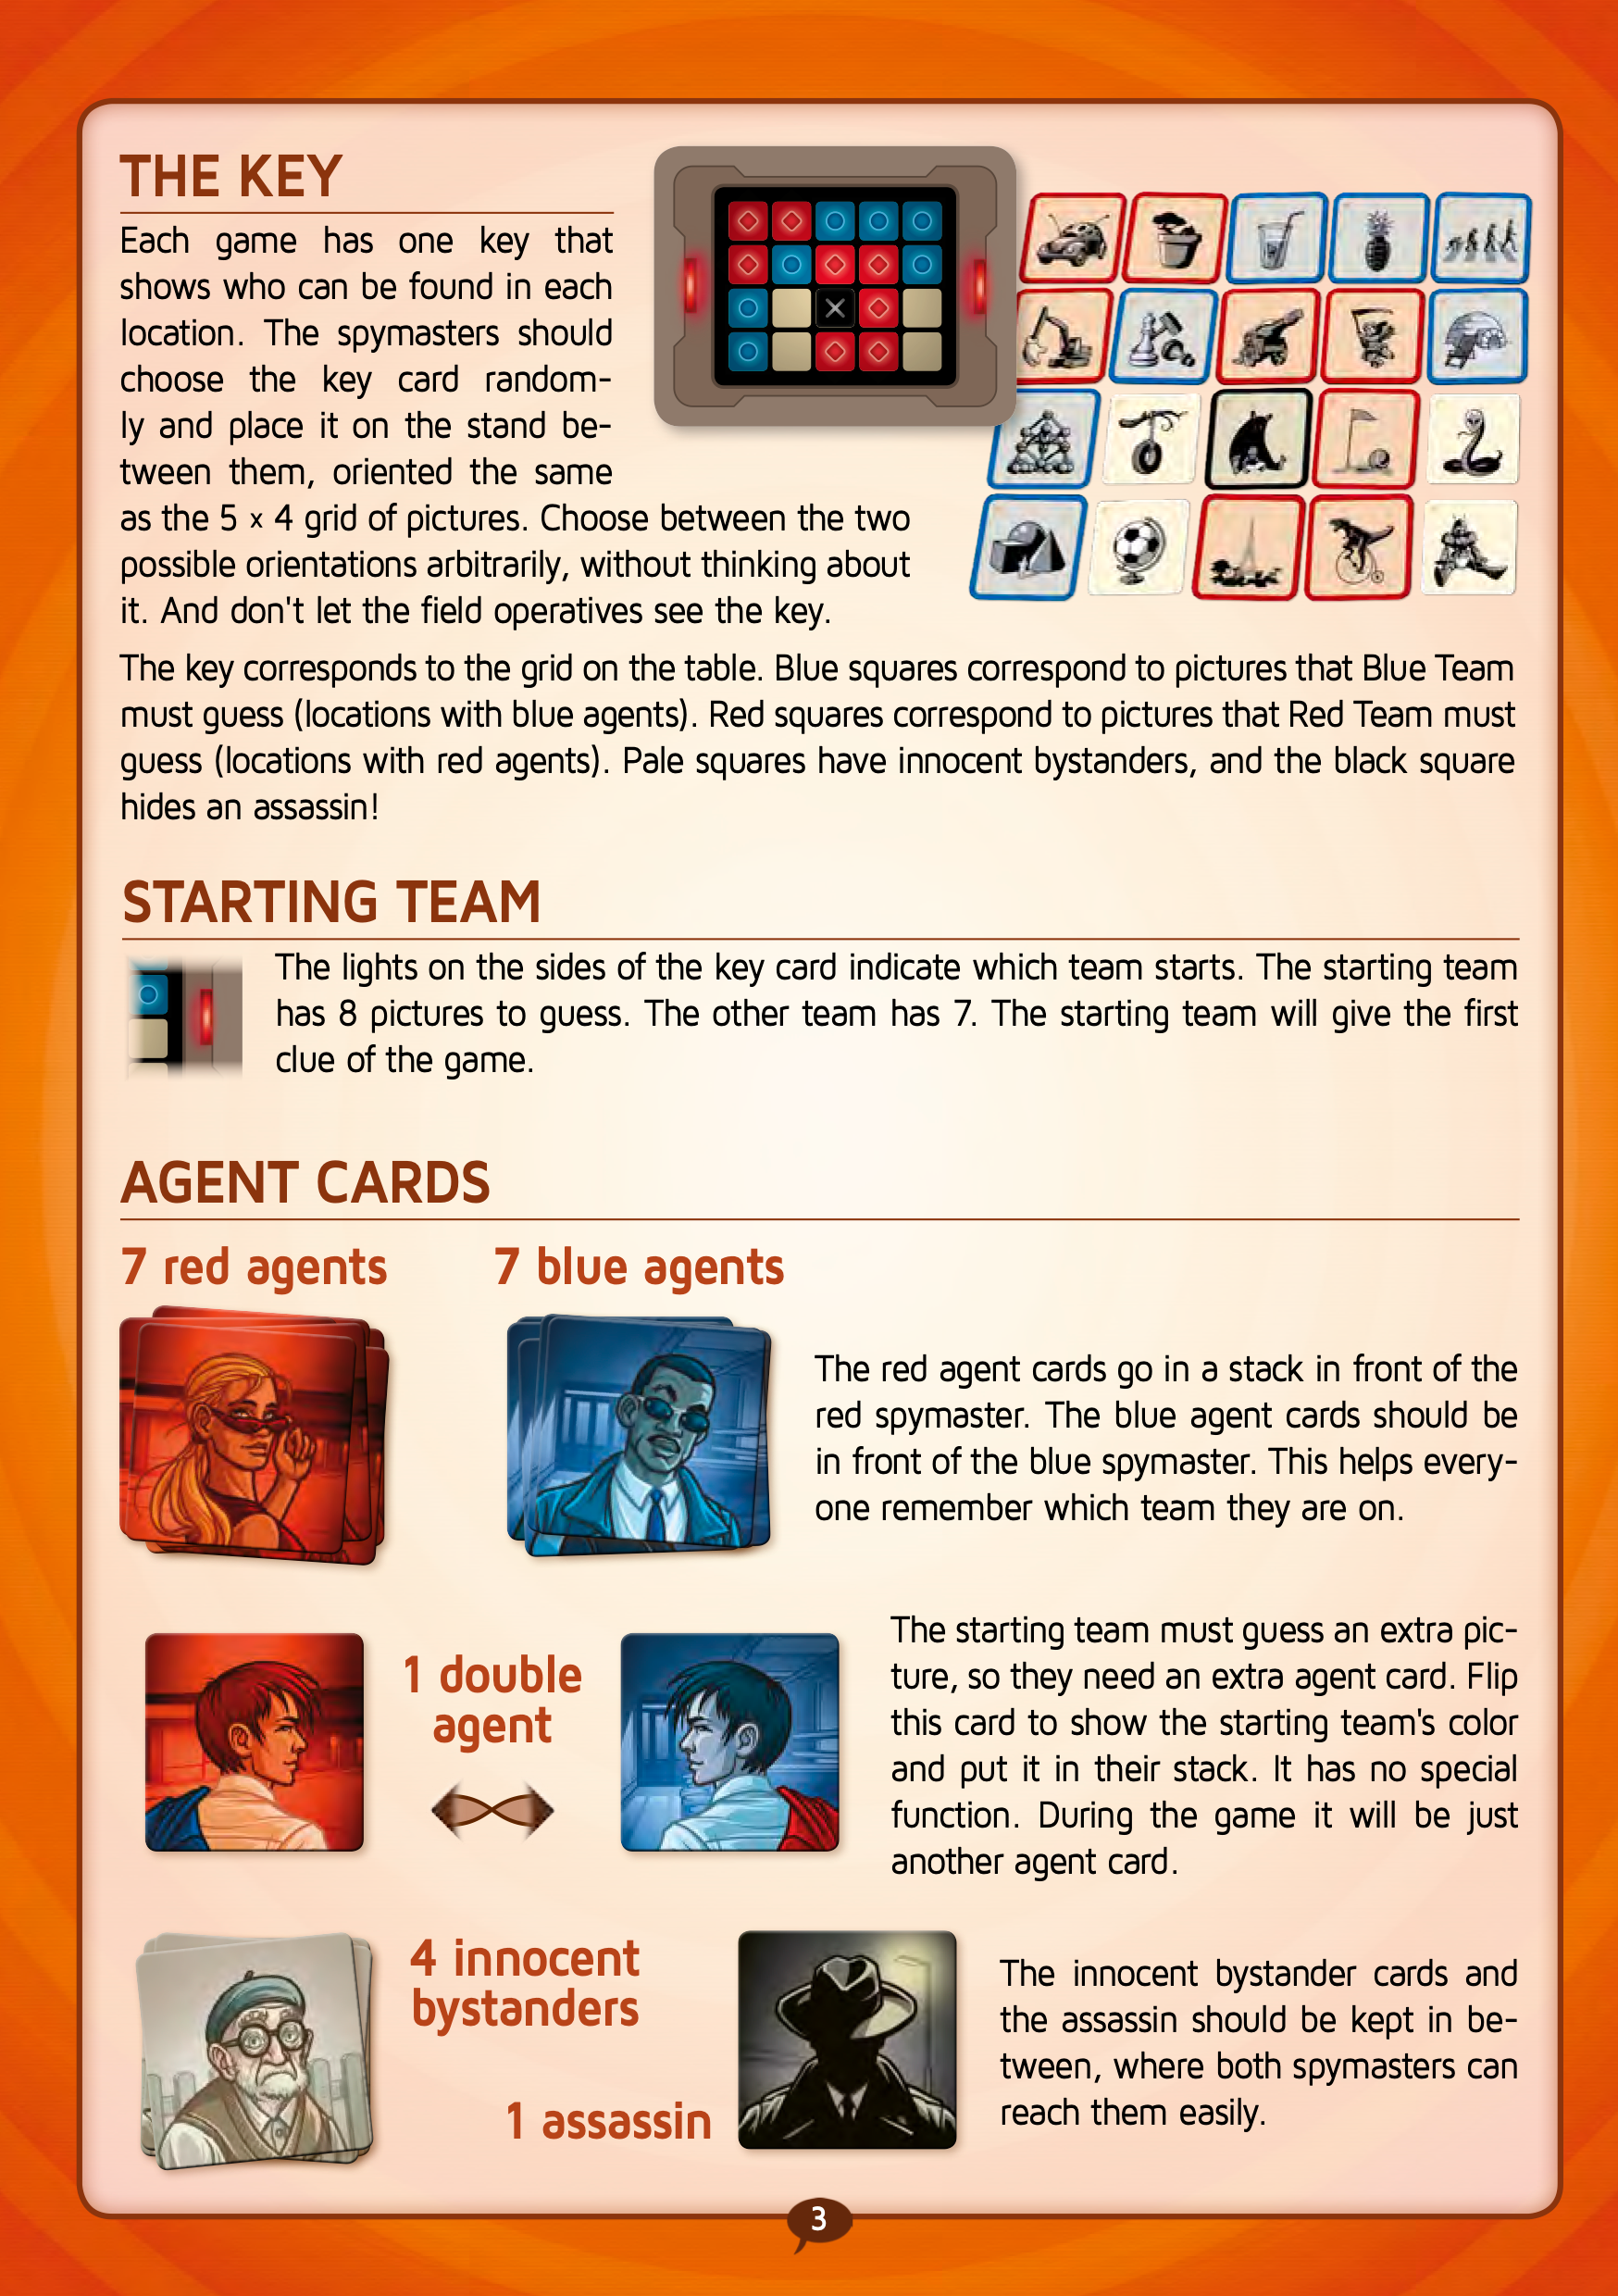 THE KEY
Each game has one key that
shows who can be found in each
location. The spymasters should
choose the key card random-
ly and place it on the stand be-
tween them, oriented the same
as the 5 x 4 grid of pictures. Choose between the two
possible orientations arbitrarily, without thinking about
it. And don't let the field operatives see the key.
The key corresponds to the grid on the table. Blue squares correspond to pictures that Blue Team
must guess (locations with blue agents). Red squares correspond to pictures that Red Team must
guess (locations with red agents). Pale squares have innocent bystanders, and the black square
hides an assassin!
STARTING TEAM
The lights on the sides of the key card indicate which team starts. The starting team
has 8 pictures to guess. The other team has 7. The starting team will give the first
clue of the game.
AGENT CARDS
7 red agents
7 blue agents
The red agent cards go in a stack in front of the
red spymaster. The blue agent cards should be
in front of the blue spymaster. This helps every-
one remember which team they are on.
1 double
agent
The starting team must guess an extra pic-
ture, so they need an extra agent card. Flip
this card to show the starting team's color
and put it in their stack. It has no special
function. During the game it will be just
another agent card.
4 innocent
bystanders
1 assassin
The innocent bystander cards and
the assassin should be kept in be-
tween, where both spymasters can
reach them easily.
3